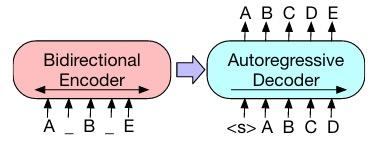 A B C D E
Bidirectional
Encoder
Autoregressive
Decoder
A _ B _ E
<s> A B C D